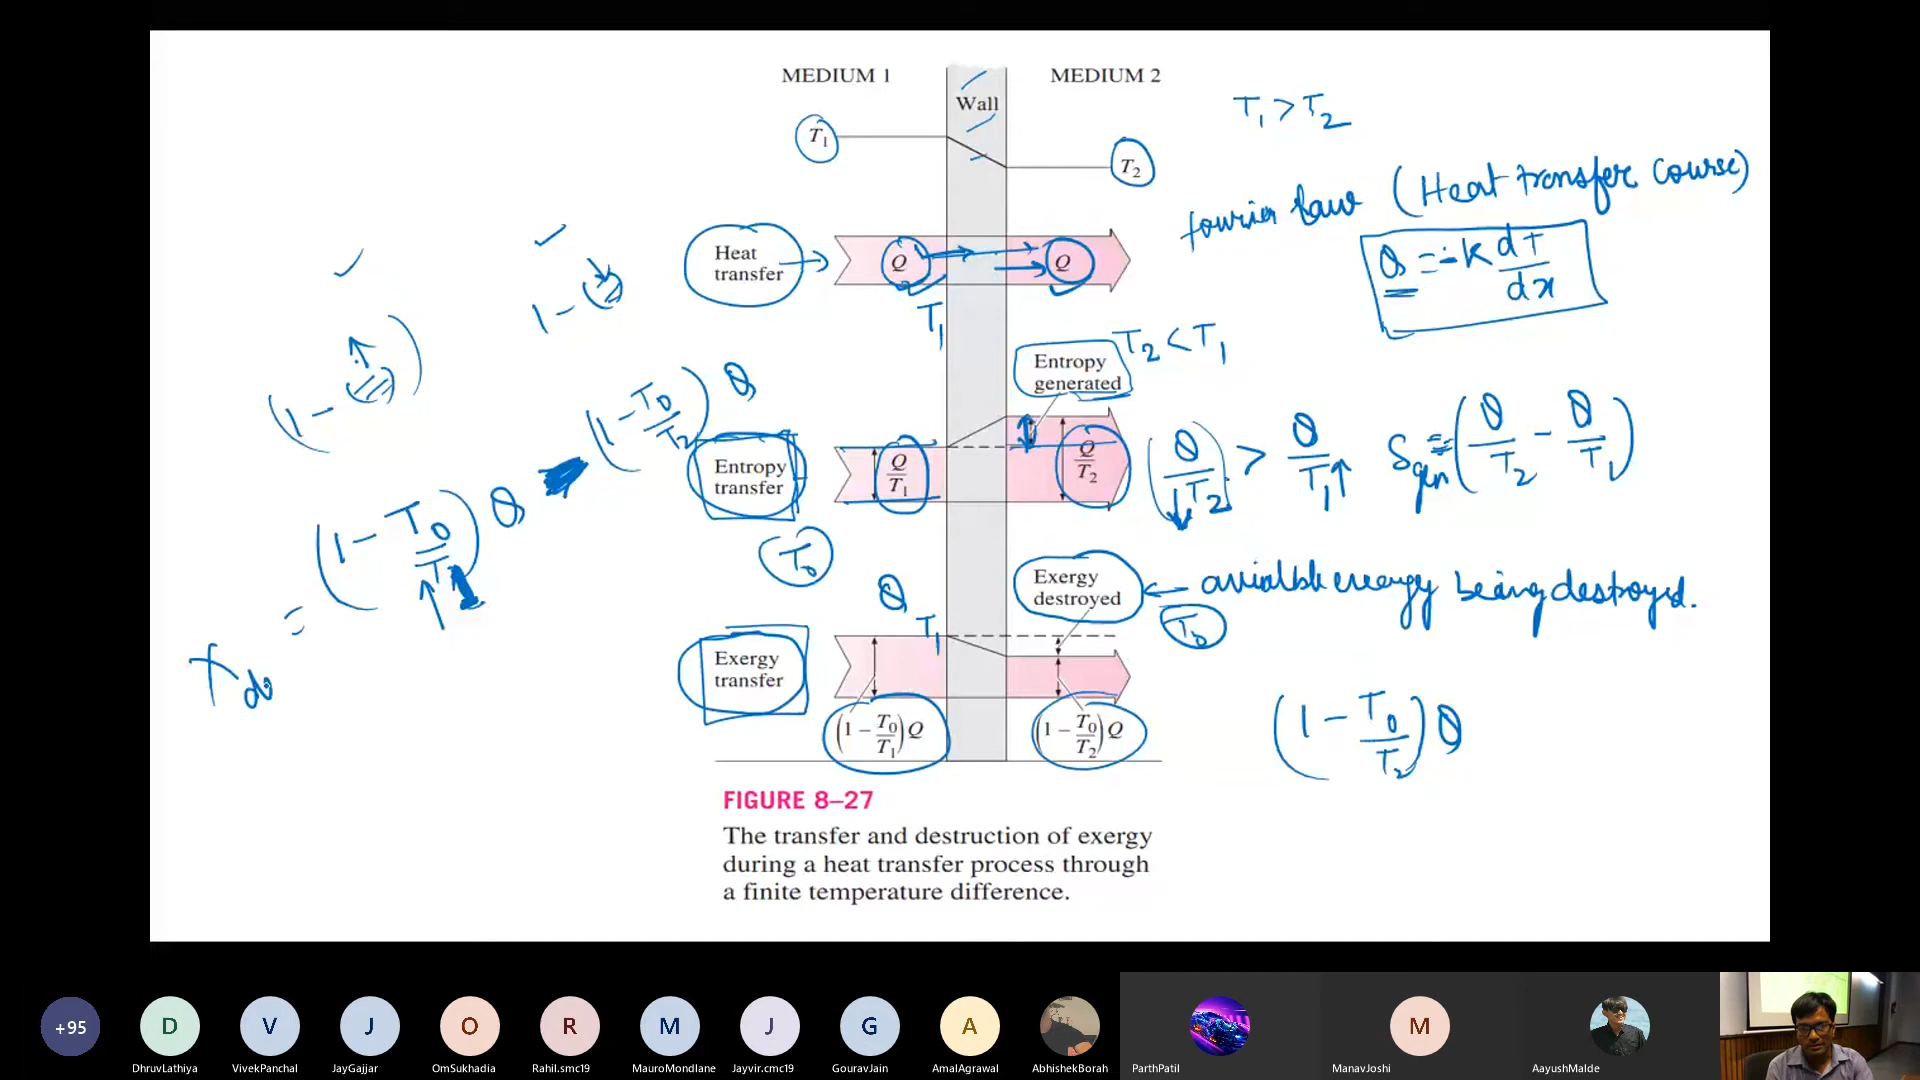 MEDIUM 1
MEDIUM 2
Wall
T1 > T2
T1
T2
Fourier law (Heat transfer course)
Q = -k dT/dx
Heat
transfer
Q
Q
T1
1 -
(1 - )
T2 < T1
Entropy
generated
(1 - T0/T2) Q
Entropy
transfer
Q/T1
Q/T2
(Q/T2) > Q/T1
Sgen = (Q/T2 - Q/T1)
(1 - T0/T1) Q -
T0
Q
T1
Exergy
destroyed
← energy being destroyed.
T0
=
Exergy
transfer
(1 - T0/T1) Q
(1 - T0/T2) Q
(1 - T0/T2) Q
FIGURE 8–27
The transfer and destruction of exergy
during a heat transfer process through
a finite temperature difference.
+95
D
V
J
O
R
M
J
G
A
M
DhruvLathiya
VivekPanchal
JayGajjar
OmSukhadia
Rahil.smc19
MauroMondlane
Jayvir.cmc19
GouravJain
AmalAgrawal
AbhishekBorah
ParthPatil
ManavJoshi
AayushMalde